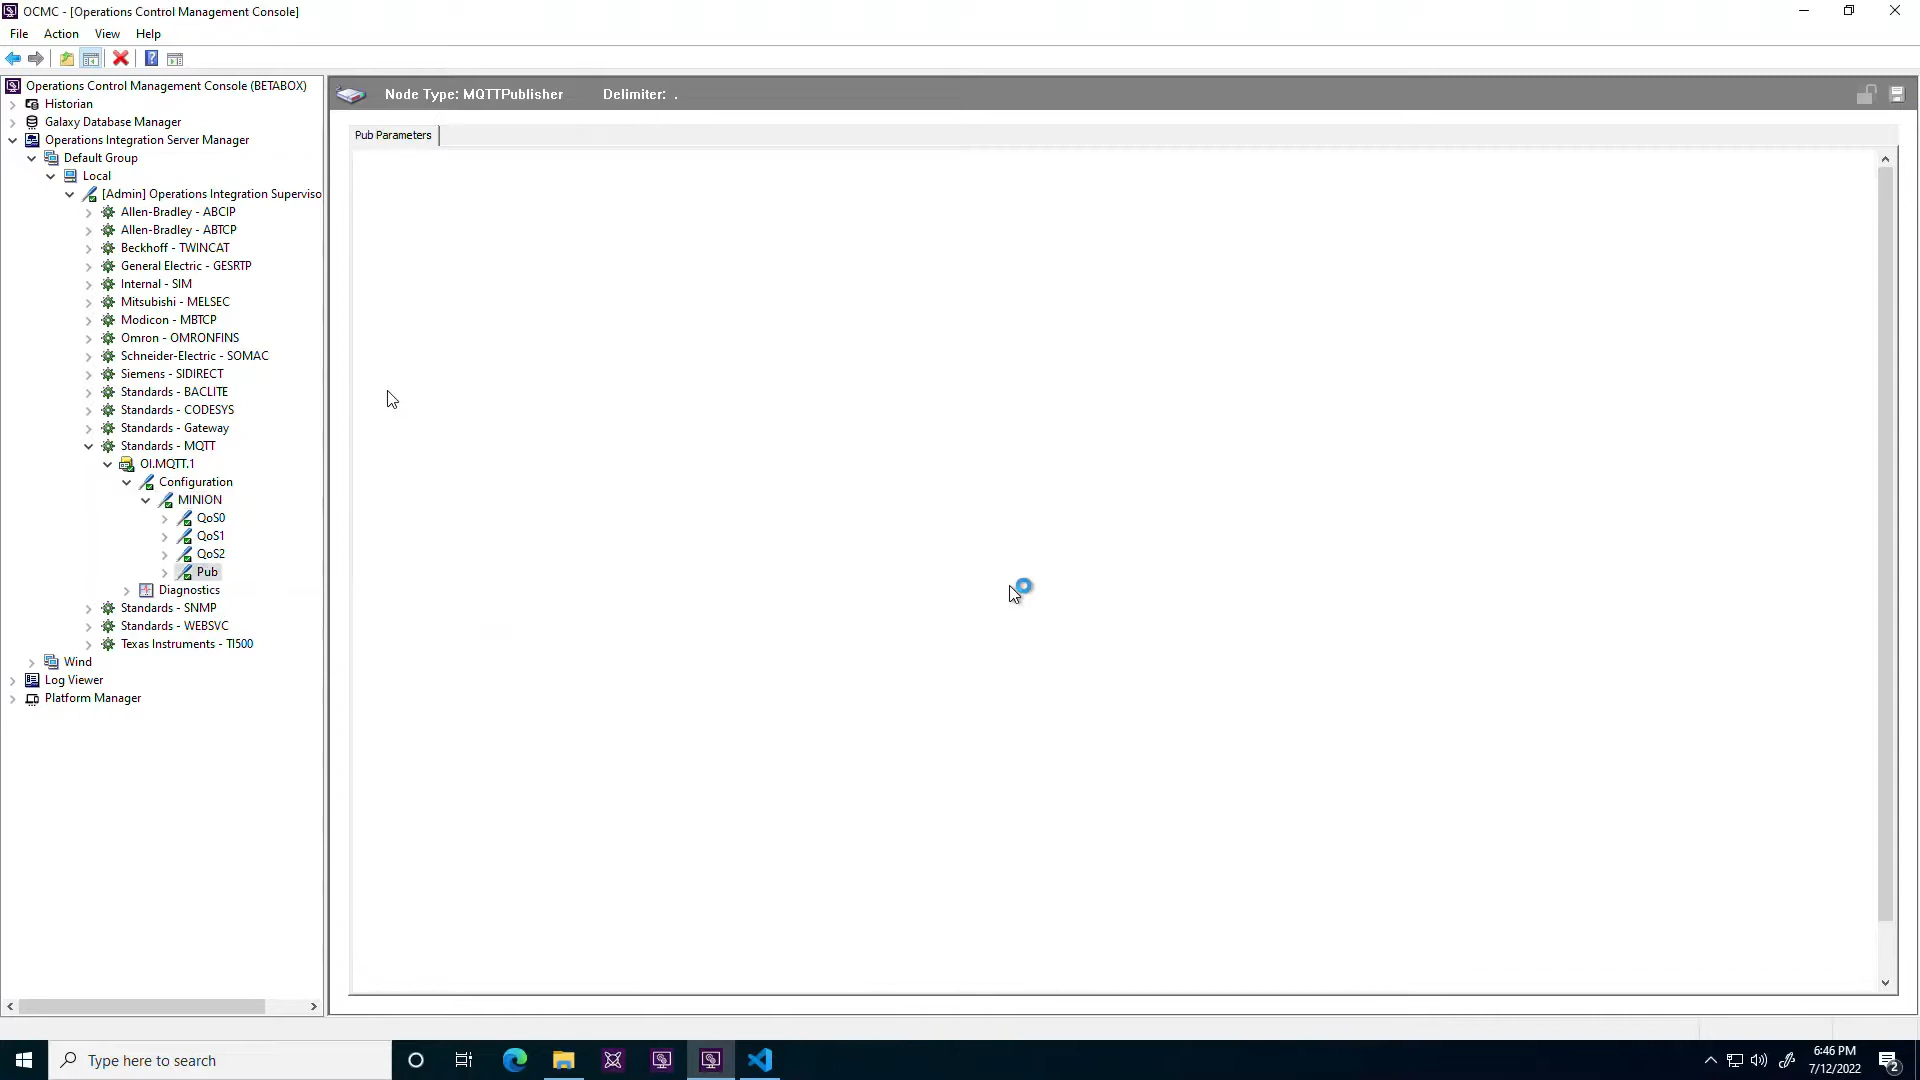 OCMC - [Operations Control Management Console]
File Action View Help
Operations Control Management Console (BETABOX)
Historian
Galaxy Database Manager
Operations Integration Server Manager
Default Group
Local
[Admin] Operations Integration Superviso
Allen-Bradley - ABCIP
Allen-Bradley - ABTCP
Beckhoff - TWINCAT
General Electric - GESRTP
Internal - SIM
Mitsubishi - MELSEC
Modicon - MBTCP
Omron - OMRONFINS
Schneider-Electric - SOMAC
Siemens - SIDIRECT
Standards - BACLITE
Standards - CODESYS
Standards - Gateway
Standards - MQTT
OI.MQTT.1
Configuration
MINION
QoS0
QoS1
QoS2
Pub
Diagnostics
Standards - SNMP
Standards - WEBSVC
Texas Instruments - TI500
Wind
Log Viewer
Platform Manager
Node Type: MQTTPublisher Delimiter: .
Pub Parameters
Type here to search
6:46 PM
7/12/2022
2